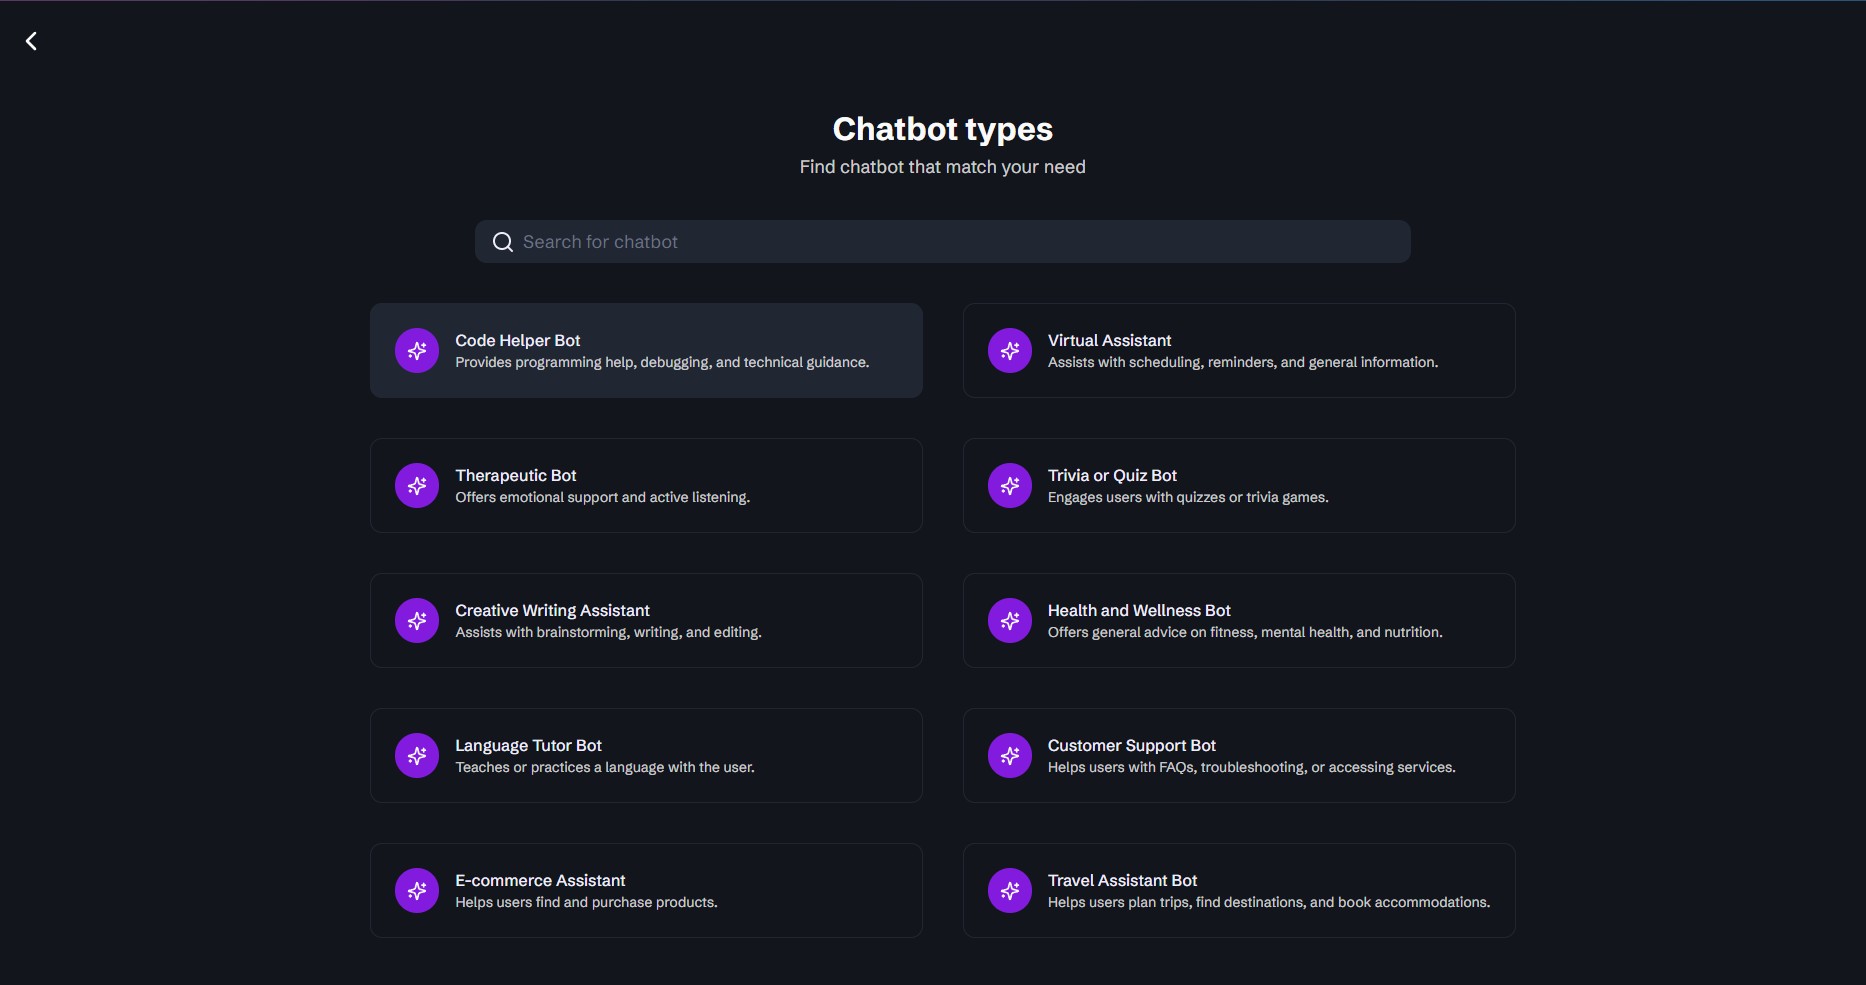 Chatbot types
Find chatbot that match your need
Search for chatbot
Code Helper Bot
Provides programming help, debugging, and technical guidance.
Virtual Assistant
Assists with scheduling, reminders, and general information.
Therapeutic Bot
Offers emotional support and active listening.
Trivia or Quiz Bot
Engages users with quizzes or trivia games.
Creative Writing Assistant
Assists with brainstorming, writing, and editing.
Health and Wellness Bot
Offers general advice on fitness, mental health, and nutrition.
Language Tutor Bot
Teaches or practices a language with the user.
Customer Support Bot
Helps users with FAQs, troubleshooting, or accessing services.
E-commerce Assistant
Helps users find and purchase products.
Travel Assistant Bot
Helps users plan trips, find destinations, and book accommodations.